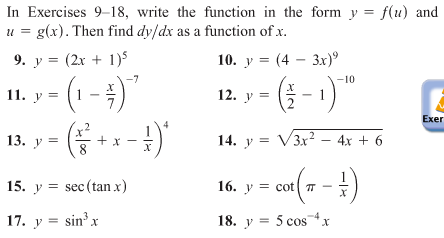 In Exercises 9–18, write the function in the form y = f(u) and
u = g(x). Then find dy/dx as a function of x.
9. y = (2x + 1)^5 10. y = (4 − 3x)^9
11. y = (1 − x/7)^−7 12. y = (x/2 − 1)^−10
13. y = (x^2/8 + x − 1/x)^4 14. y = √(3x^2 − 4x + 6)
15. y = sec (tan x) 16. y = cot (π − 1/x)
17. y = sin^3 x 18. y = 5 cos^−4 x
Exer